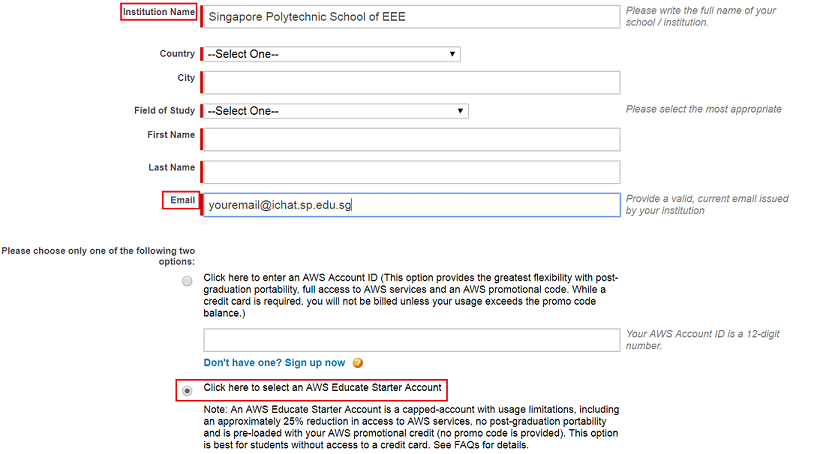 Institution Name Singapore Polytechnic School of EEE Please write the full name of your
school / institution.
Country --Select One--
City
Field of Study --Select One-- Please select the most appropriate
First Name
Last Name
Email youremail@ichat.sp.edu.sg Provide a valid, current email issued
by your institution
Please choose only one of the following two
options:
Click here to enter an AWS Account ID (This option provides the greatest flexibility with post-
graduation portability, full access to AWS services and an AWS promotional code. While a
credit card is required, you will not be billed unless your usage exceeds the promo code
balance.)
Your AWS Account ID is a 12-digit
number.
Don't have one? Sign up now ?
Click here to select an AWS Educate Starter Account
Note: An AWS Educate Starter Account is a capped-account with usage limitations, including
an approximately 25% reduction in access to AWS services, no post-graduation portability
and is pre-loaded with your AWS promotional credit (no promo code is provided). This option
is best for students without access to a credit card. See FAQs for details.